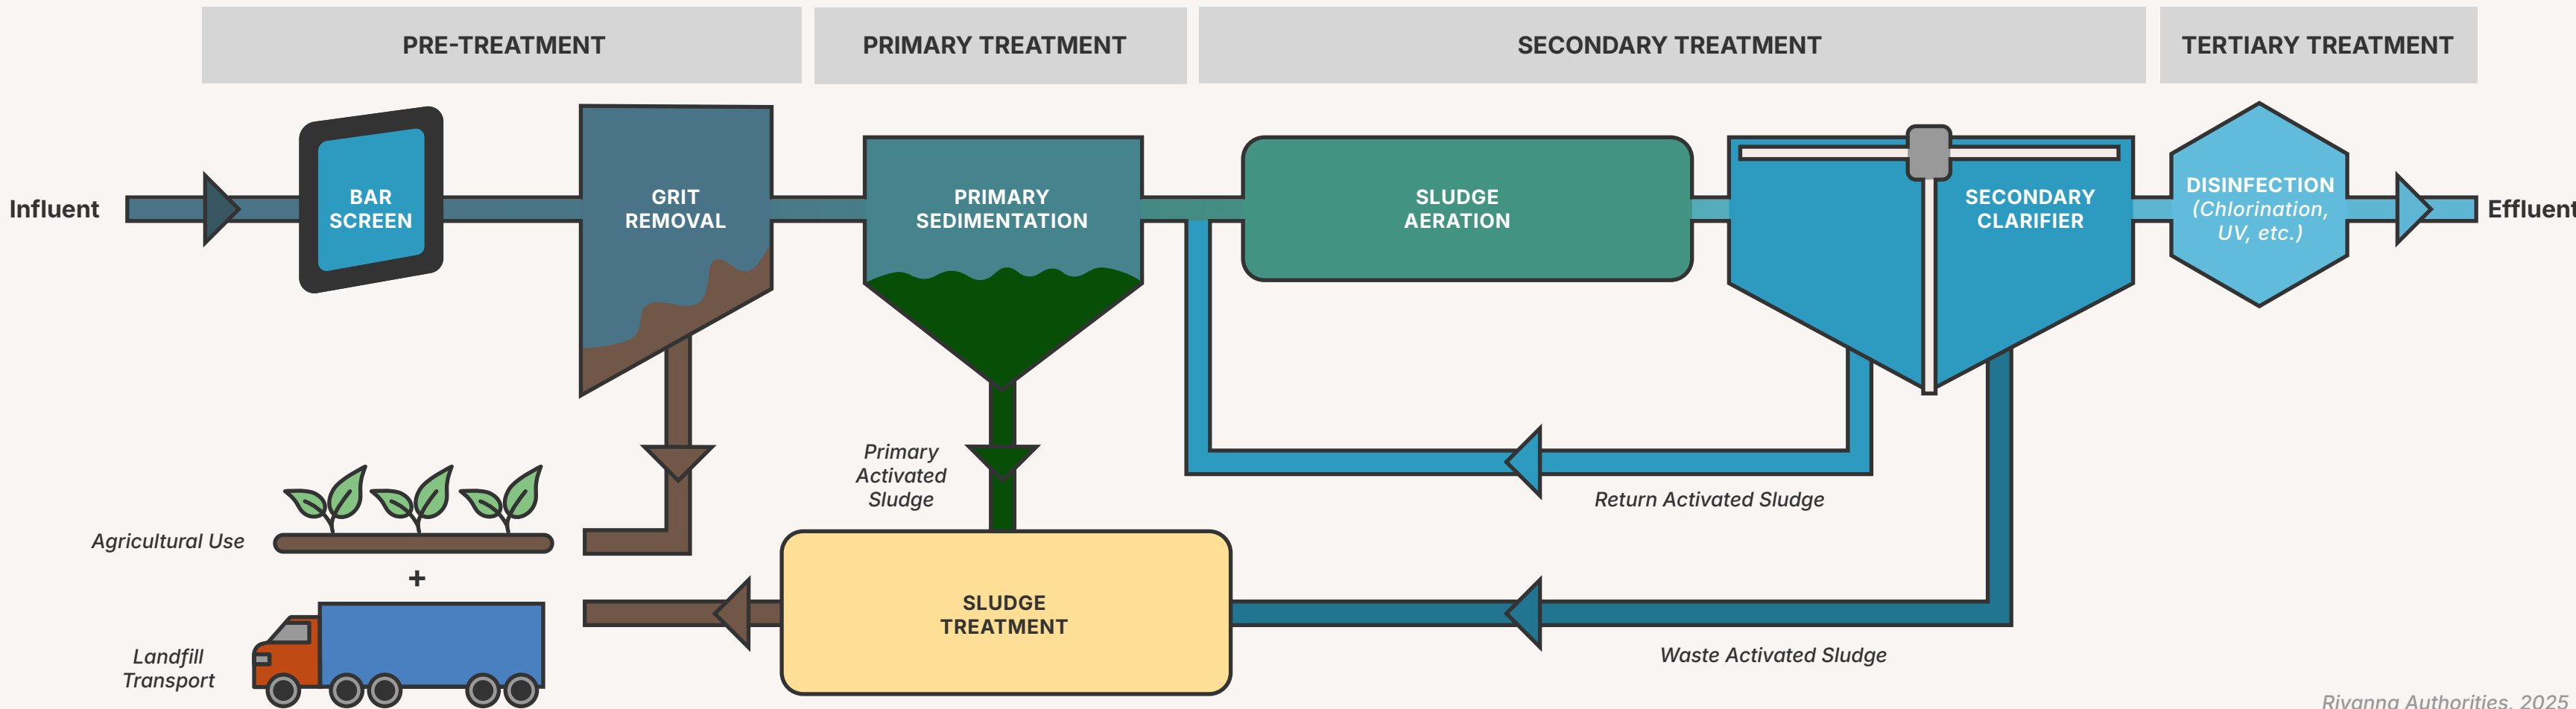 PRE-TREATMENT
PRIMARY TREATMENT
SECONDARY TREATMENT
TERTIARY TREATMENT
Influent
BAR
SCREEN
GRIT
REMOVAL
PRIMARY
SEDIMENTATION
SLUDGE
AERATION
SECONDARY
CLARIFIER
DISINFECTION
(Chlorination,
UV, etc.)
Effluent
Primary
Activated
Sludge
Return Activated Sludge
Agricultural Use
+
SLUDGE
TREATMENT
Landfill
Transport
Waste Activated Sludge
Rivanna Authorities, 2025